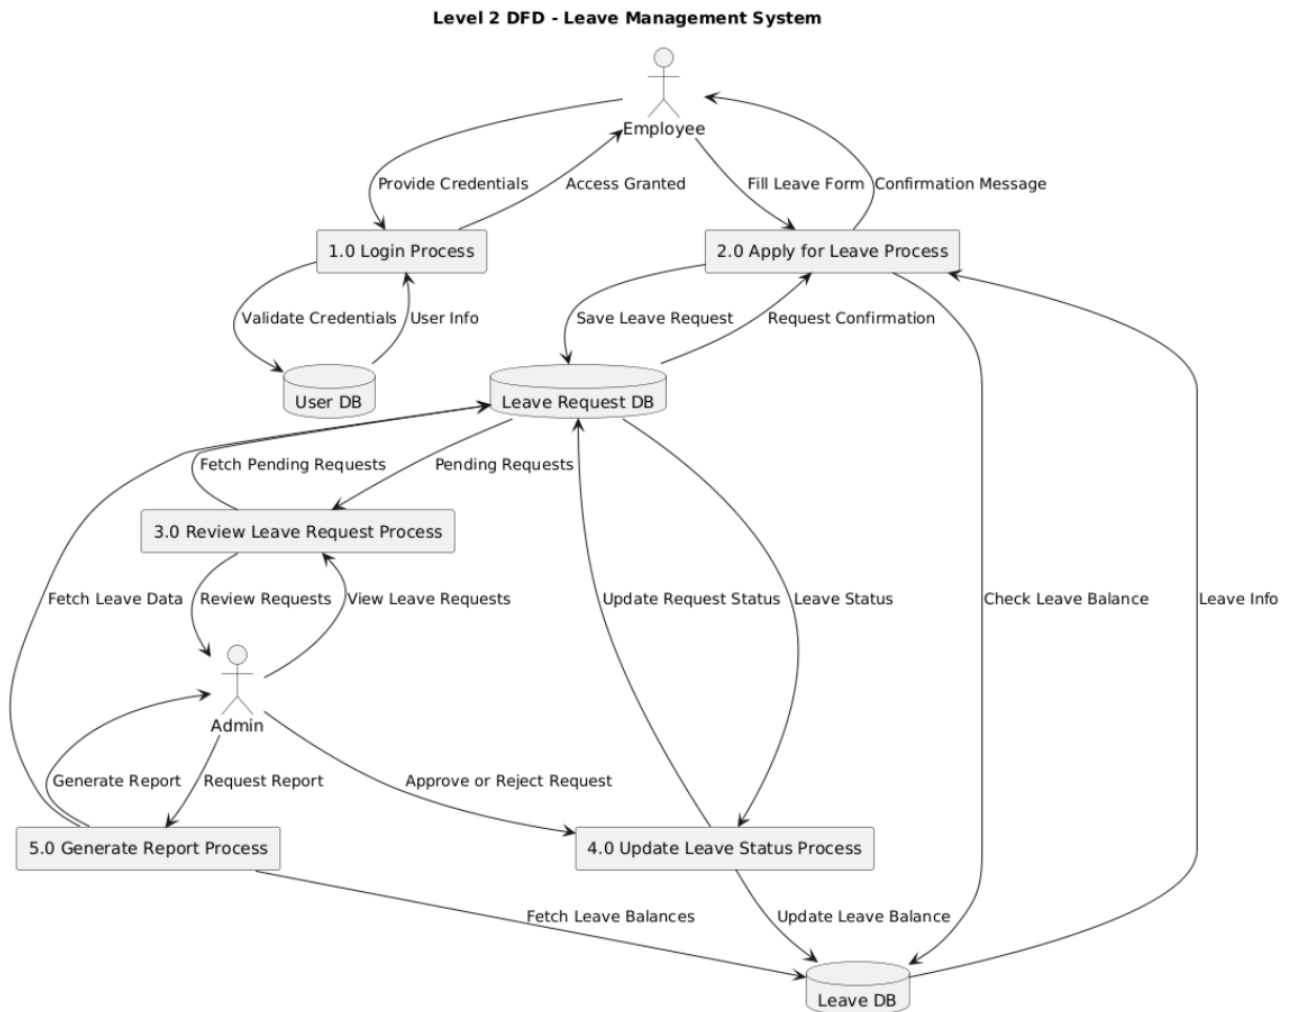 Level 2 DFD - Leave Management System
Employee
Provide Credentials
Access Granted
Fill Leave Form
Confirmation Message
1.0 Login Process
2.0 Apply for Leave Process
Validate Credentials
User Info
Save Leave Request
Request Confirmation
User DB
Leave Request DB
Fetch Pending Requests
Pending Requests
3.0 Review Leave Request Process
Fetch Leave Data
Review Requests
View Leave Requests
Update Request Status
Leave Status
Check Leave Balance
Leave Info
Admin
Generate Report
Request Report
Approve or Reject Request
5.0 Generate Report Process
4.0 Update Leave Status Process
Fetch Leave Balances
Update Leave Balance
Leave DB